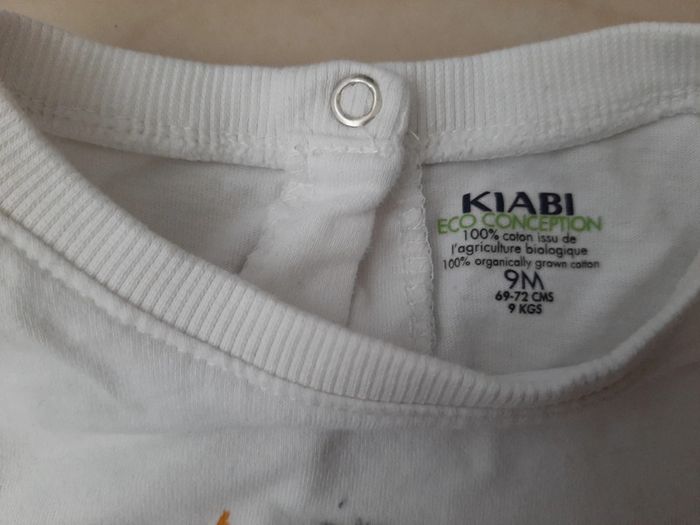 KIABI
ECO CONCEPTION
100% coton issu de
l'agriculture biologique
100% organically grown cotton
9M
69-72 CMS
9 KGS